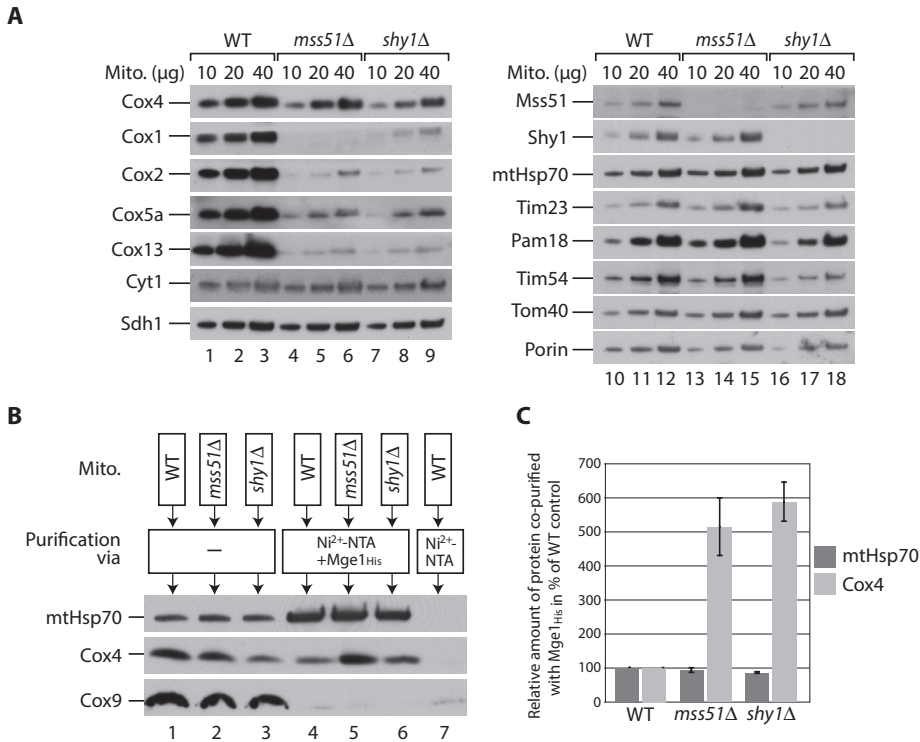 A
WT mss51Δ shy1Δ
Mito. (μg) 10 20 40 10 20 40 10 20 40
Cox4
Cox1
Cox2
Cox5a
Cox13
Cyt1
Sdh1
1 2 3 4 5 6 7 8 9
WT mss51Δ shy1Δ
10 20 40 10 20 40 10 20 40
Mss51
Shy1
mtHsp70
Tim23
Pam18
Tim54
Tom40
Porin
10 11 12 13 14 15 16 17 18
B
Mito. WT mss51Δ shy1Δ WT mss51Δ shy1Δ WT
Purification via – Ni2+-NTA +Mge1His Ni2+-NTA
mtHsp70
Cox4
Cox9
1 2 3 4 5 6 7
C
Relative amount of protein co-purified
with Mge1His in % of WT control
700
600
500
400
300
200
100
0
WT mss51Δ shy1Δ
mtHsp70
Cox4